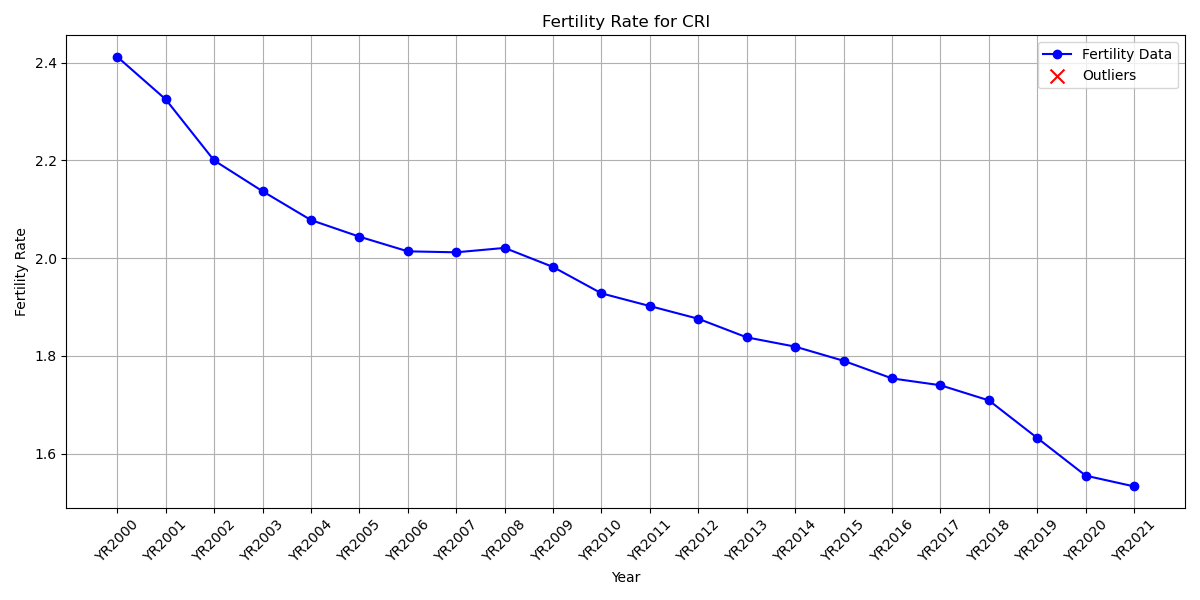 Fertility Rate for CRI
Fertility Data
Outliers
Fertility Rate
2.4
2.2
2.0
1.8
1.6
YR2000
YR2001
YR2002
YR2003
YR2004
YR2005
YR2006
YR2007
YR2008
YR2009
YR2010
YR2011
YR2012
YR2013
YR2014
YR2015
YR2016
YR2017
YR2018
YR2019
YR2020
YR2021
Year